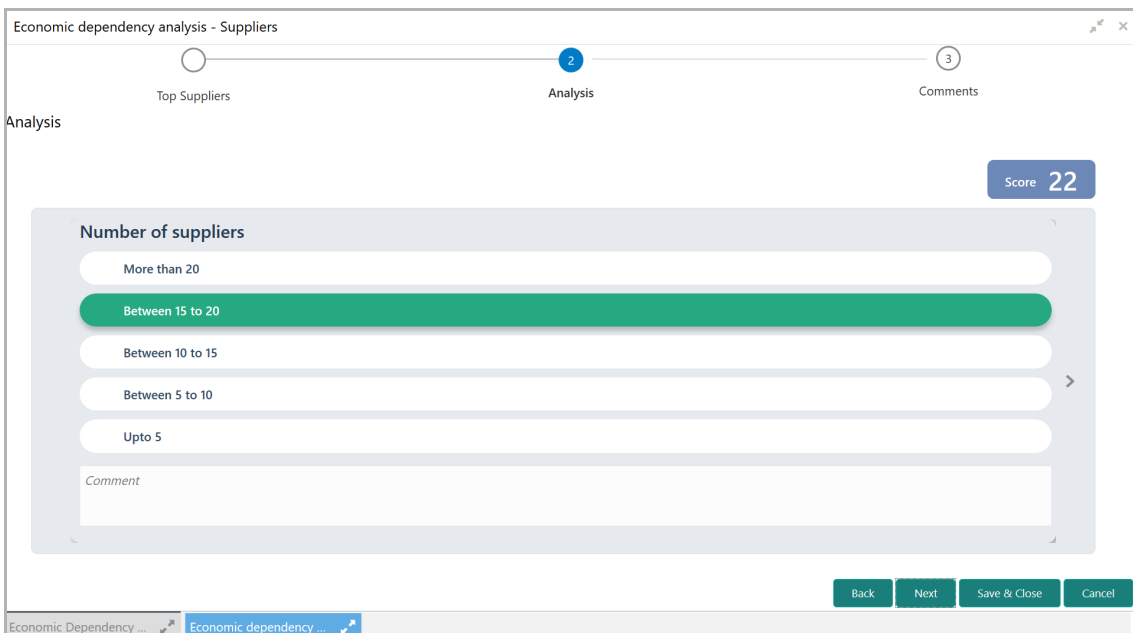 Economic dependency analysis - Suppliers
2
3
Top Suppliers
Analysis
Comments
Analysis
Score 22
Number of suppliers
More than 20
Between 15 to 20
Between 10 to 15
Between 5 to 10
Upto 5
Comment
Back Next Save & Close Cancel
Economic Dependency ... Economic dependency ...